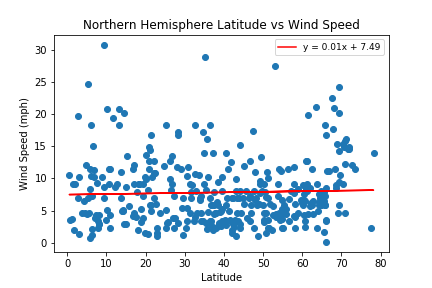 Northern Hemisphere Latitude vs Wind Speed
y = 0.01x + 7.49
Wind Speed (mph)
30
25
20
15
10
5
0
0 10 20 30 40 50 60 70 80
Latitude